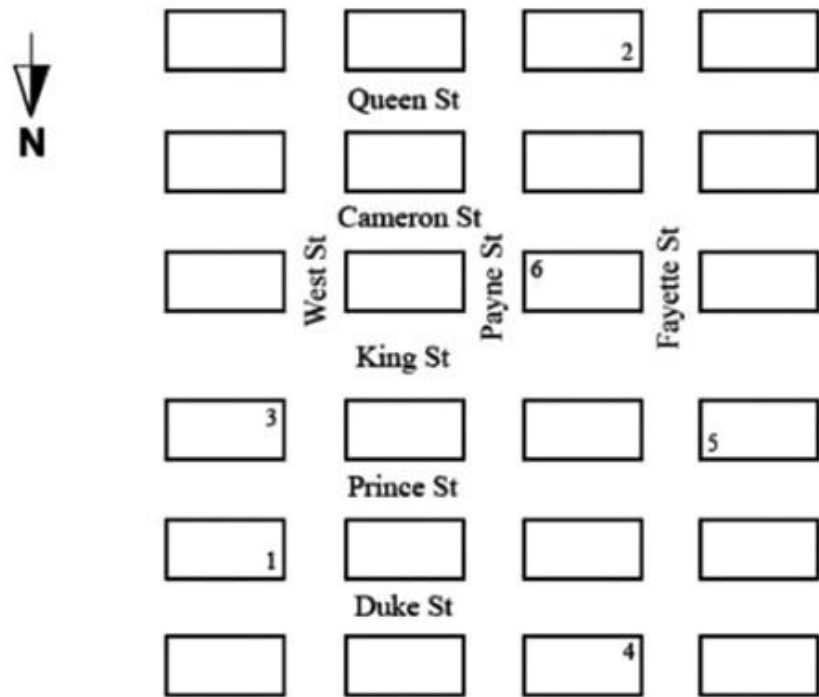 2
Queen St
N
Cameron St
West St
Payne St
6
Fayette St
King St
3
5
Prince St
1
Duke St
4